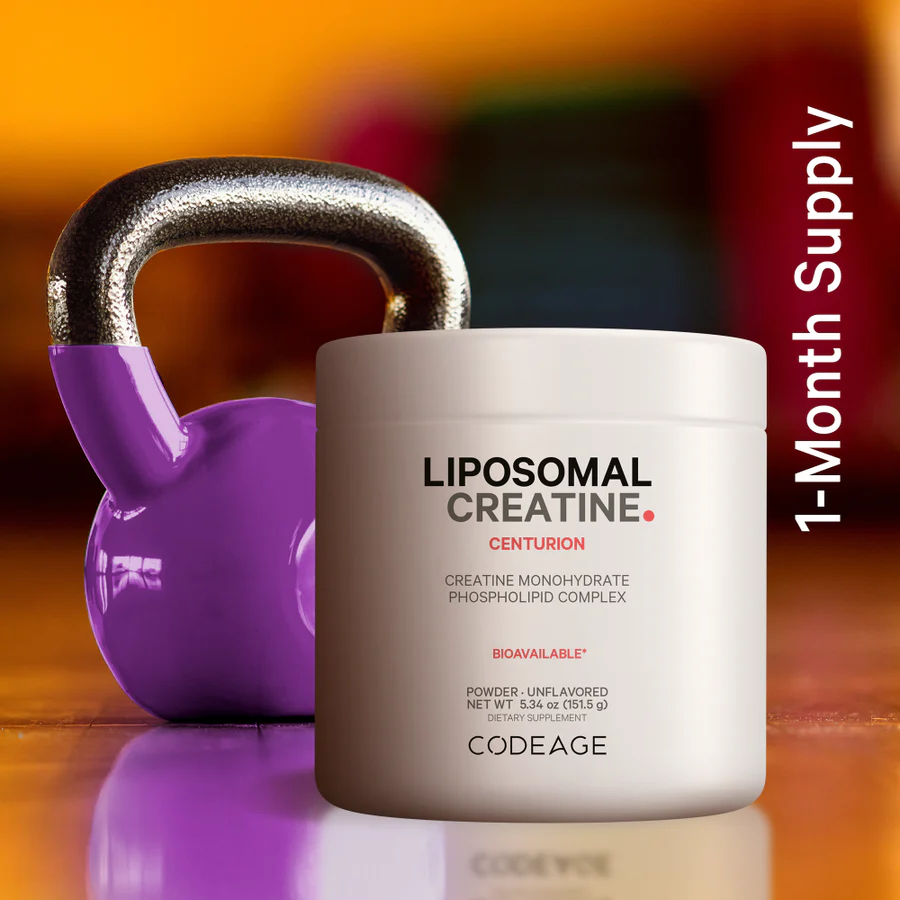 LIPOSOMAL
CREATINE.
CENTURION
CREATINE MONOHYDRATE
PHOSPHOLIPID COMPLEX
BIOAVAILABLE*
POWDER · UNFLAVORED
NET WT 5.34 oz (151.5 g)
DIETARY SUPPLEMENT
CODEAGE
1-Month Supply
CODEAGE